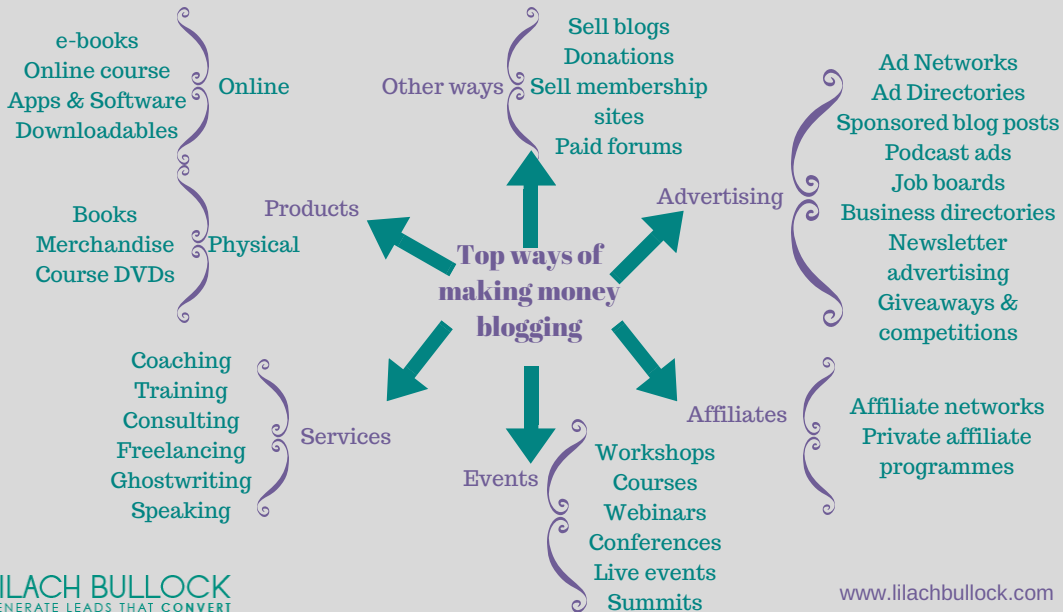 e-books
Online course
Apps & Software
Downloadables
Online
Books
Merchandise
Course DVDs
Physical
Products
Other ways
Sell blogs
Donations
Sell membership
sites
Paid forums
Advertising
Ad Networks
Ad Directories
Sponsored blog posts
Podcast ads
Job boards
Business directories
Newsletter
advertising
Giveaways &
competitions
Top ways of
making money
blogging
Coaching
Training
Consulting
Freelancing
Ghostwriting
Speaking
Services
Events
Workshops
Courses
Webinars
Conferences
Live events
Summits
Affiliates
Affiliate networks
Private affiliate
programmes
ILACH BULLOCK
ENERATE LEADS THAT CONVERT
www.lilachbullock.com